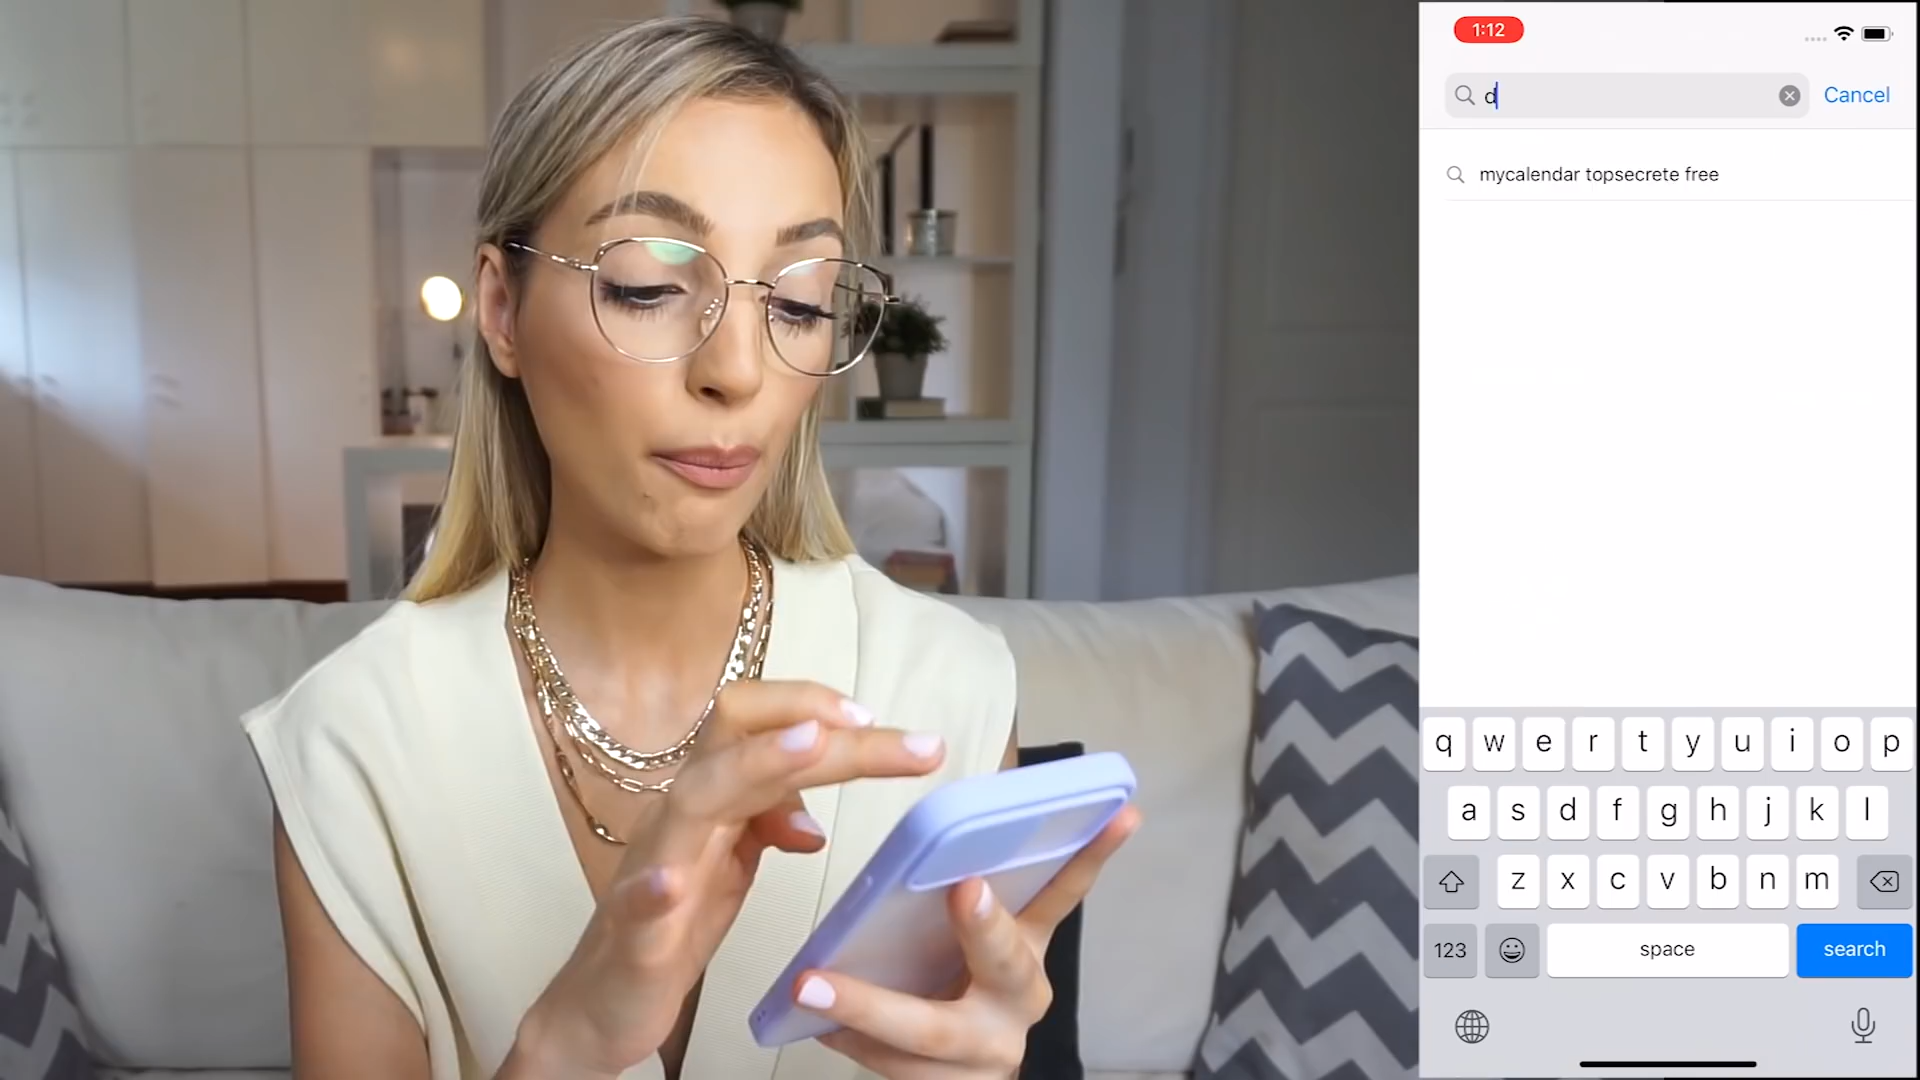 1:12
d
Cancel
mycalendar topsecrete free
q w e r t y u i o p
a s d f g h j k l
z x c v b n m
123 space search